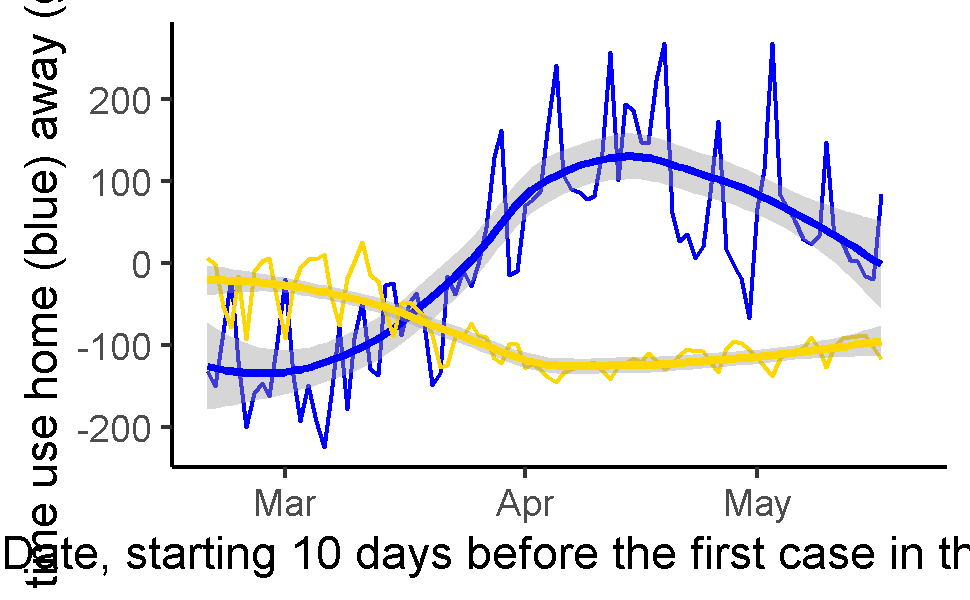 time use home (blue) away (
200
100
0
-100
-200
Mar Apr May
Date, starting 10 days before the first case in th